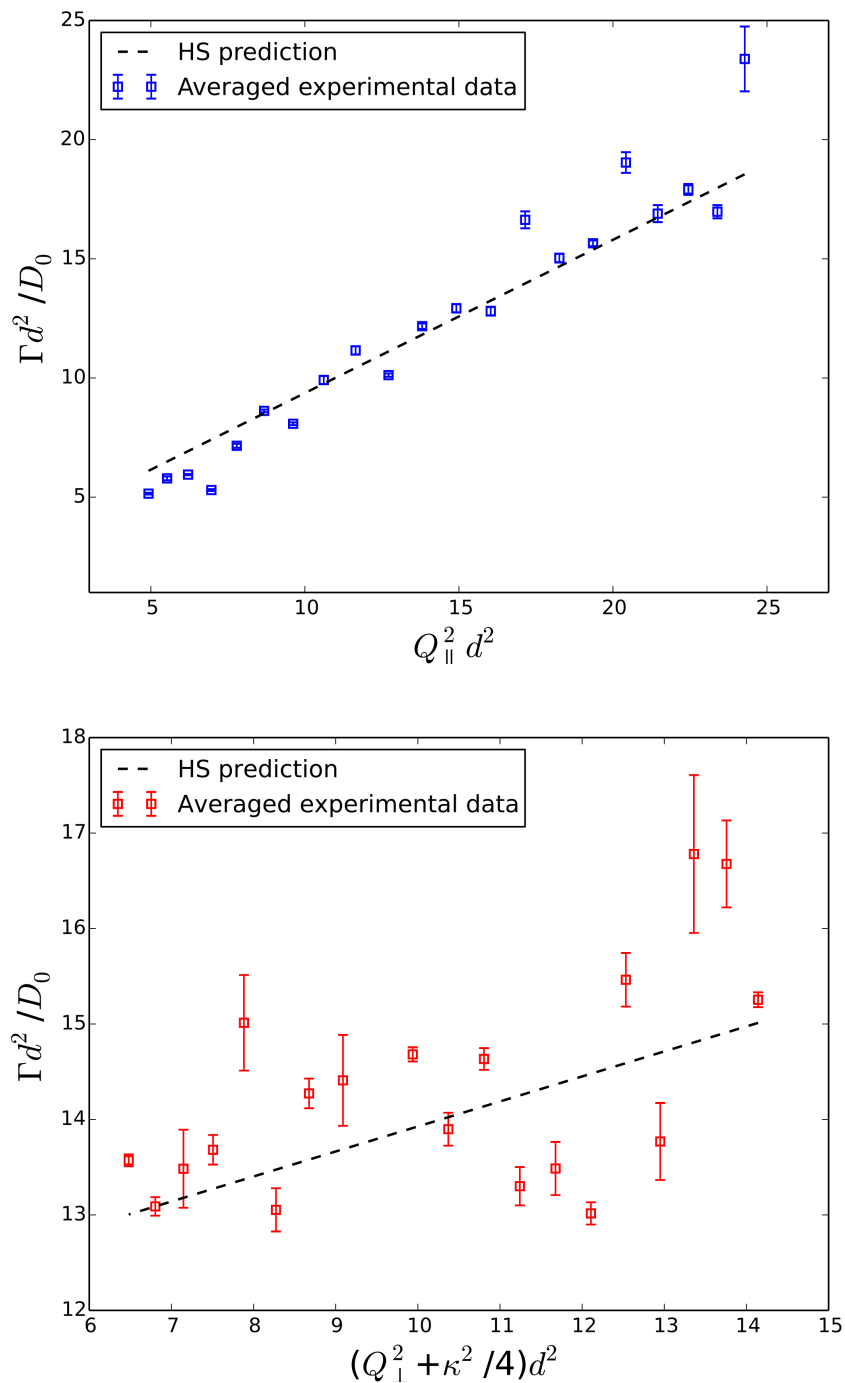 25
20
15
10
5
Γd² /D₀
HS prediction
Averaged experimental data
5 10 15 20 25
Q∥² d²
18
17
16
15
14
13
12
Γd² /D₀
HS prediction
Averaged experimental data
6 7 8 9 10 11 12 13 14 15
(Q⊥² + κ² /4)d²